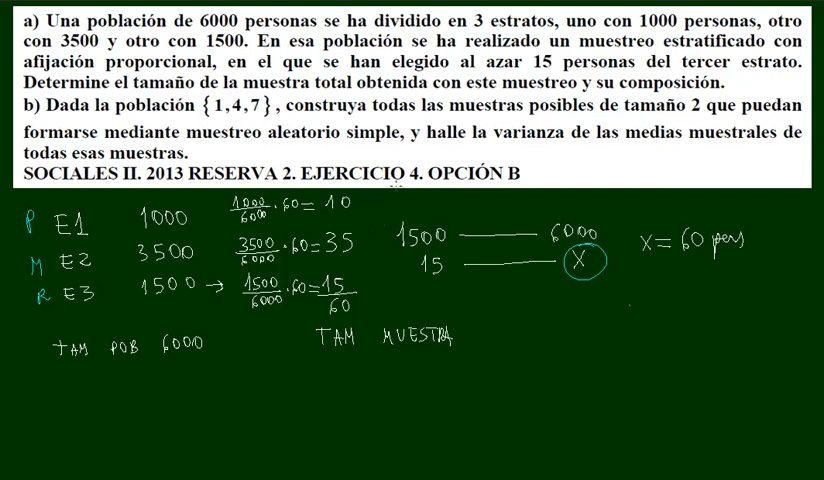 a) Una población de 6000 personas se ha dividido en 3 estratos, uno con 1000 personas, otro
con 3500 y otro con 1500. En esa población se ha realizado un muestreo estratificado con
afijación proporcional, en el que se han elegido al azar 15 personas del tercer estrato.
Determine el tamaño de la muestra total obtenida con este muestreo y su composición.
b) Dada la población {1,4,7}, construya todas las muestras posibles de tamaño 2 que puedan
formarse mediante muestreo aleatorio simple, y halle la varianza de las medias muestrales de
todas esas muestras.
SOCIALES II. 2013 RESERVA 2. EJERCICIO 4. OPCIÓN B
P E1 1000 1000/6000 · 60 = 10
M E2 3500 3500/6000 · 60 = 35
R E3 1500 → 1500/6000 · 60 = 15
60
1500 — 6000
15 — X
X = 60 pers
TAM POB 6000
TAM MUESTRA